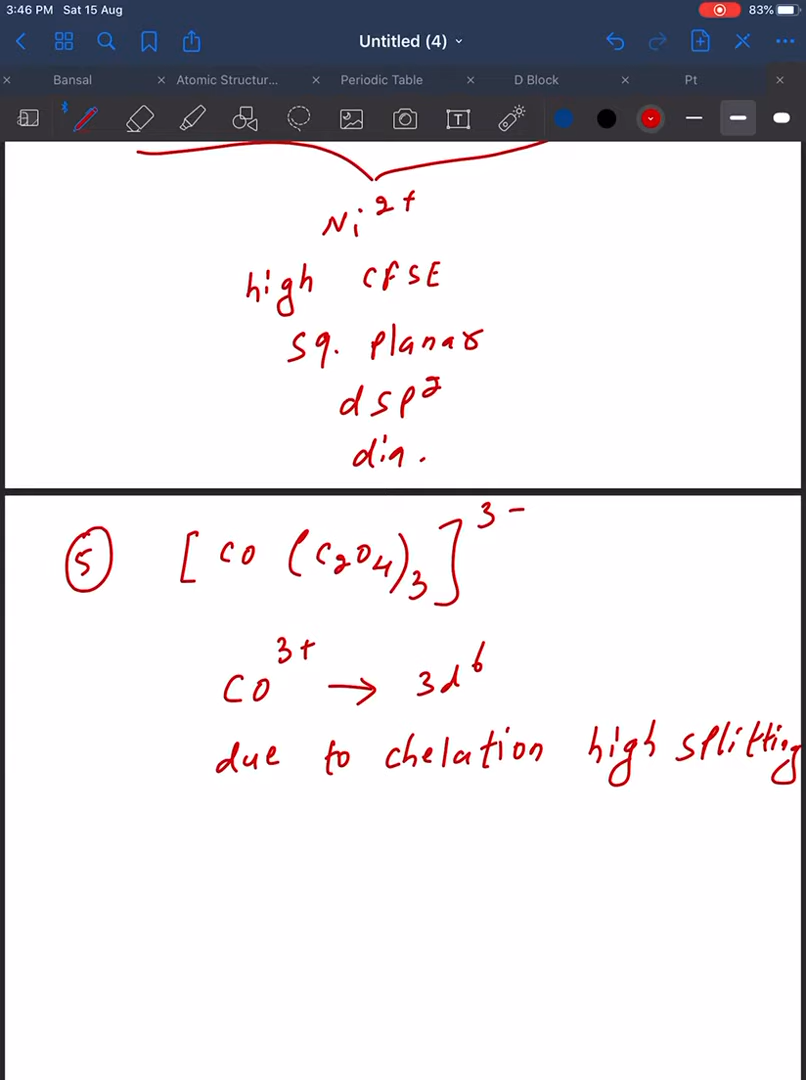 3:46 PM Sat 15 Aug 83%
Untitled (4)
Bansal Atomic Structur... Periodic Table D Block Pt
Ni²⁺
high CFSE
sq. planar
dsp²
dia.
⑤ [CO (C₂O₄)₃]³⁻
CO³⁺ → 3d⁶
due to chelation high splitting